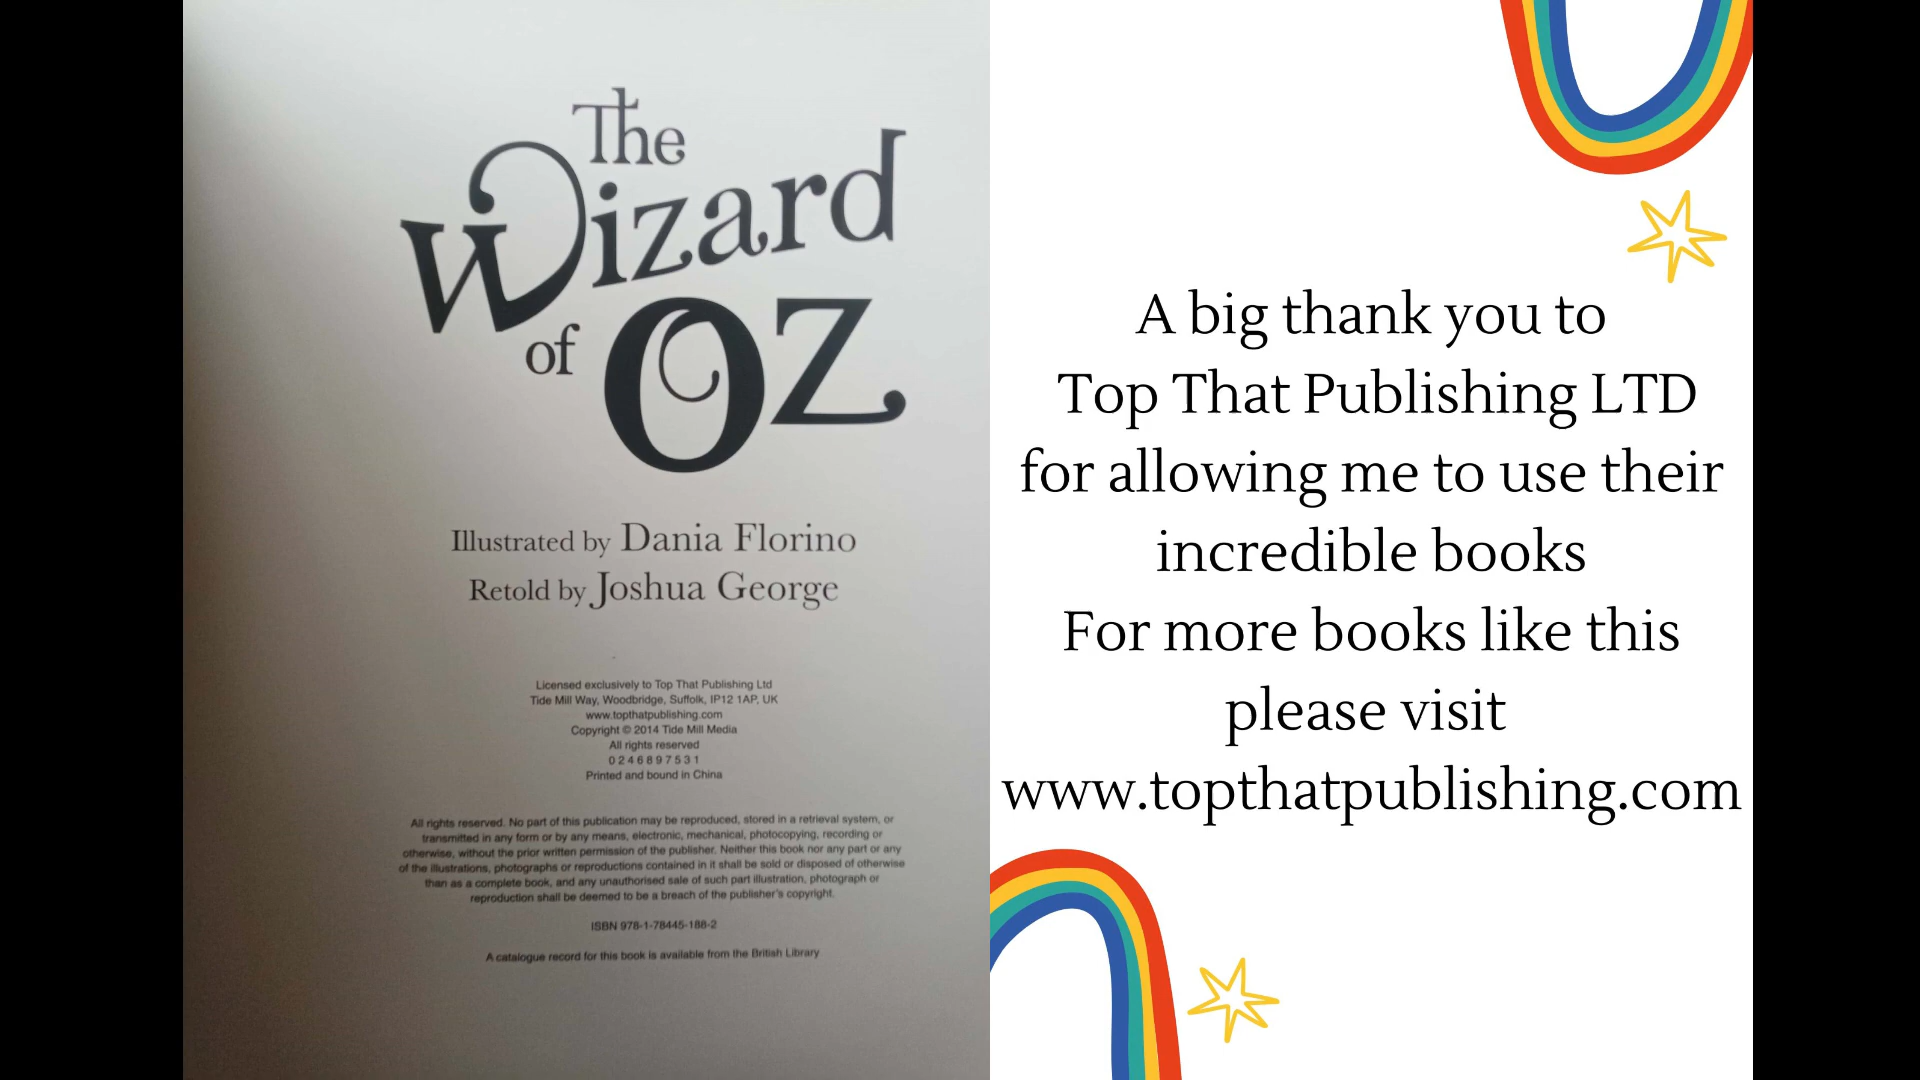 The
Wizard
of OZ
Illustrated by Dania Florino
Retold by Joshua George
Licensed exclusively to Top That Publishing Ltd
Tide Mill Way, Woodbridge, Suffolk, IP12 1AP, UK
www.topthatpublishing.com
Copyright © 2014 Tide Mill Media
All rights reserved
0 2 4 6 8 9 7 5 3 1
Printed and bound in China
All rights reserved. No part of this publication may be reproduced, stored in a retrieval system, or
transmitted in any form or by any means, electronic, mechanical, photocopying, recording or
otherwise, without the prior written permission of the publisher. Neither this book nor any part or any
of the illustrations, photographs or reproductions contained in it shall be sold or disposed of otherwise
than as a complete book, and any unauthorised sale of such part illustration, photograph or
reproduction shall be deemed to be a breach of the publisher's copyright.
ISBN 978-1-78445-188-2
A catalogue record for this book is available from the British Library
A big thank you to
Top That Publishing LTD
for allowing me to use their
incredible books
For more books like this
please visit
www.topthatpublishing.com